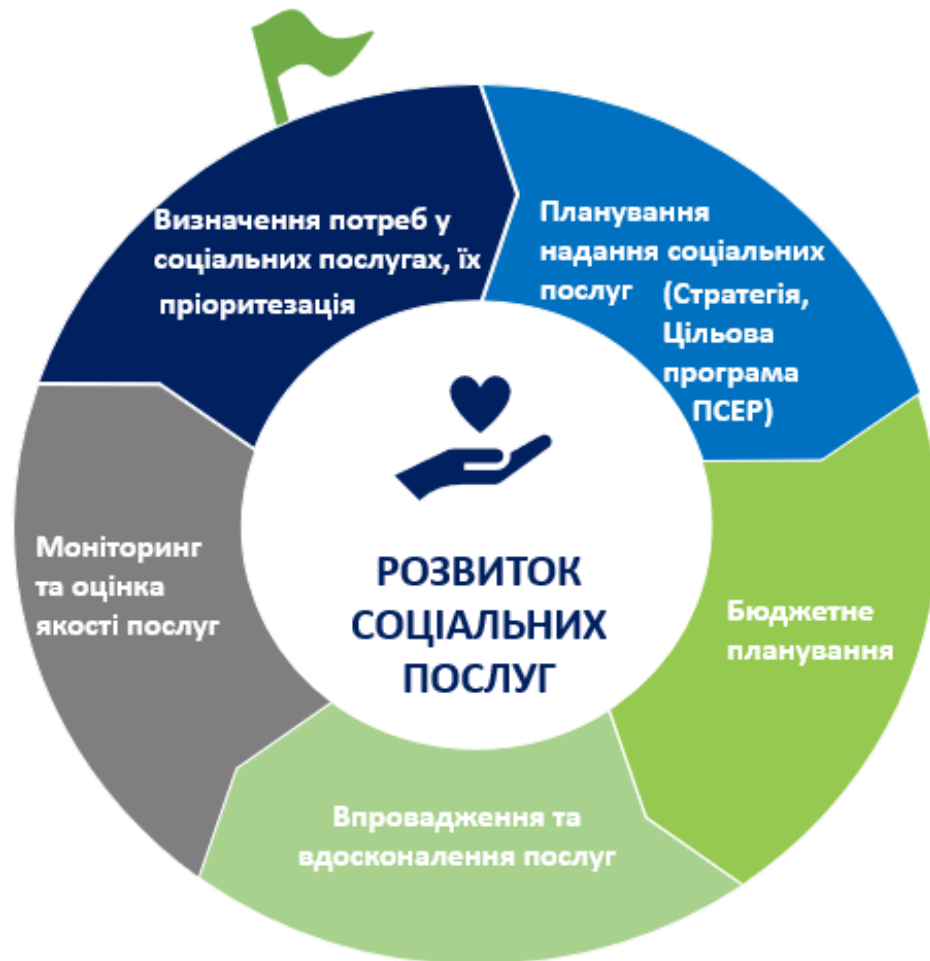 Визначення потреб у
соціальних послугах, їх
пріоритезація
Планування
надання соціальних
послуг (Стратегія,
Цільова
програма
ПСЕР)
Бюджетне
планування
Впровадження та
вдосконалення послуг
Моніторинг
та оцінка
якості послуг
РОЗВИТОК
СОЦІАЛЬНИХ
ПОСЛУГ